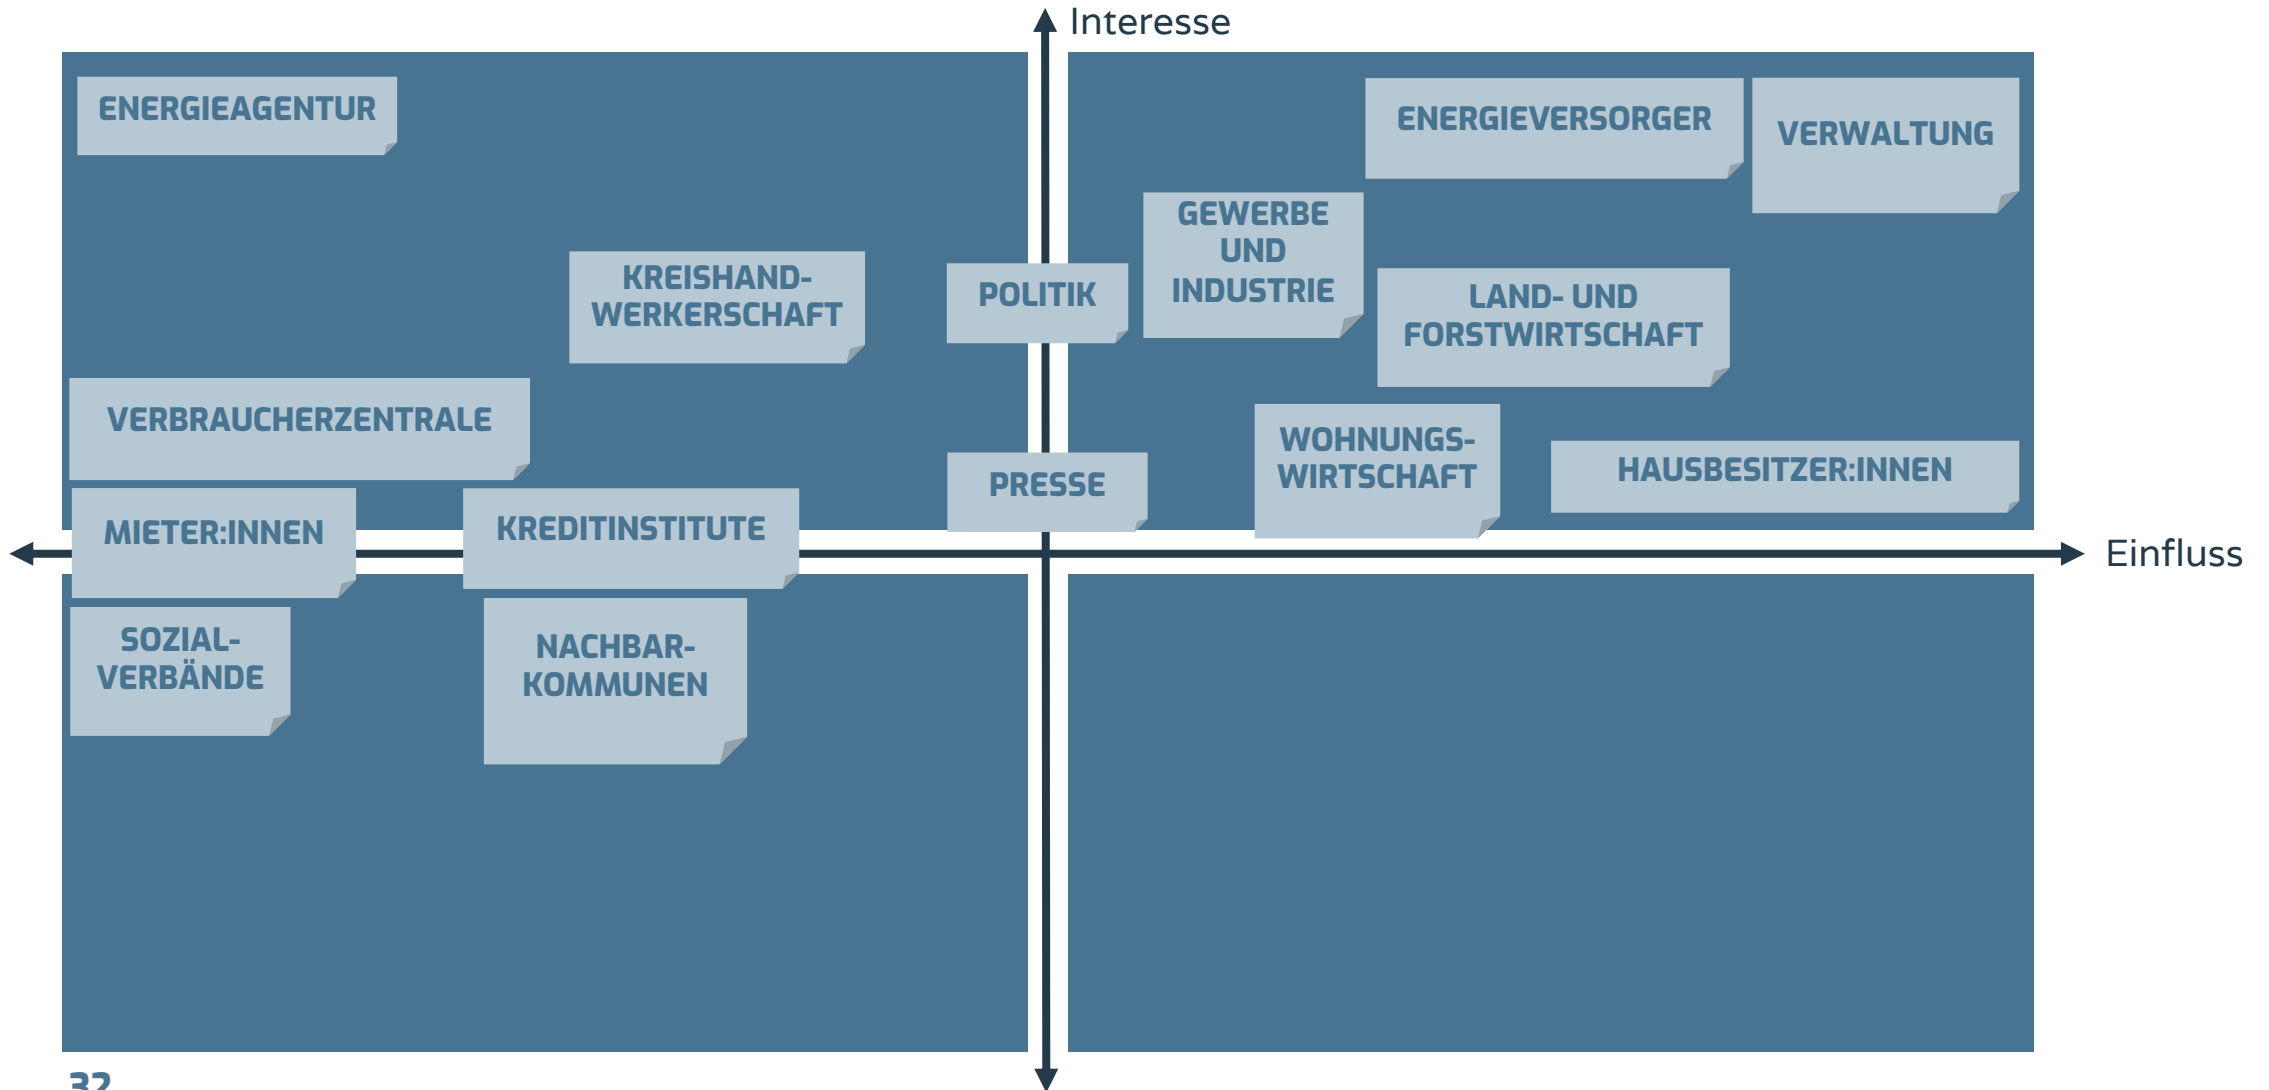 Interesse
ENERGIEAGENTUR
ENERGIEVERSORGER
VERWALTUNG
GEWERBE
UND
INDUSTRIE
KREISHAND-
WERKERSCHAFT
POLITIK
LAND- UND
FORSTWIRTSCHAFT
VERBRAUCHERZENTRALE
WOHNUNGS-
WIRTSCHAFT
HAUSBESITZER:INNEN
PRESSE
MIETER:INNEN
KREDITINSTITUTE
Einfluss
SOZIAL-
VERBÄNDE
NACHBAR-
KOMMUNEN
32